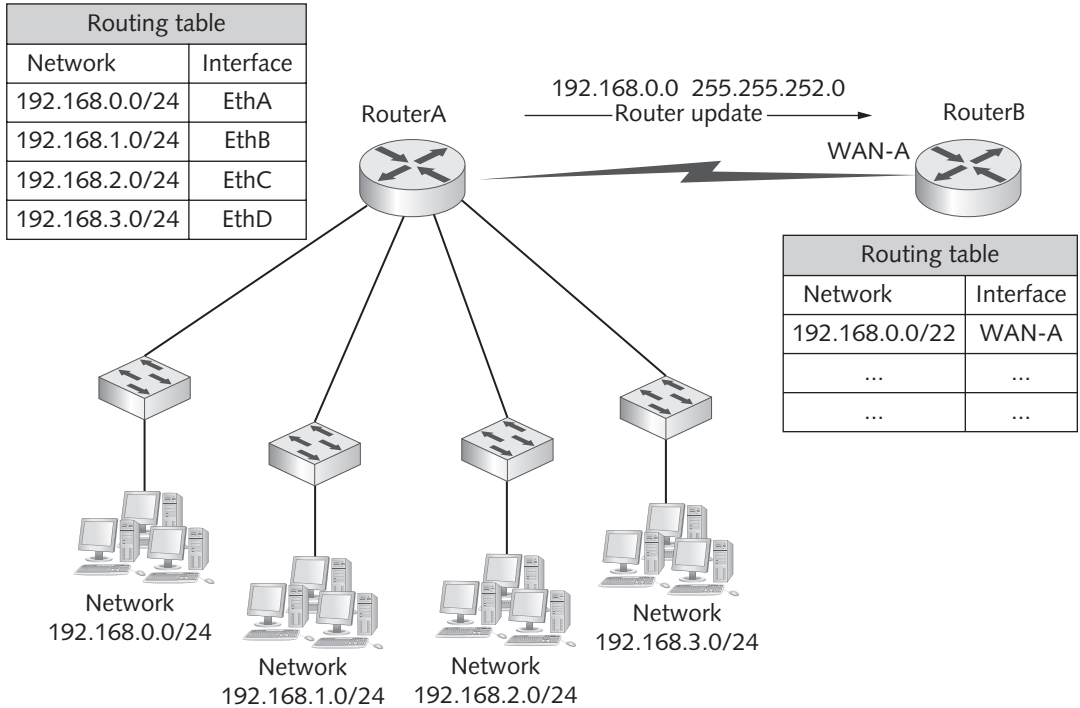 Routing table
Network Interface
192.168.0.0/24 EthA
192.168.1.0/24 EthB
192.168.2.0/24 EthC
192.168.3.0/24 EthD
RouterA
192.168.0.0 255.255.252.0
Router update
RouterB
WAN-A
Routing table
Network Interface
192.168.0.0/22 WAN-A
... ...
... ...
Network
192.168.0.0/24
Network
192.168.1.0/24
Network
192.168.2.0/24
Network
192.168.3.0/24